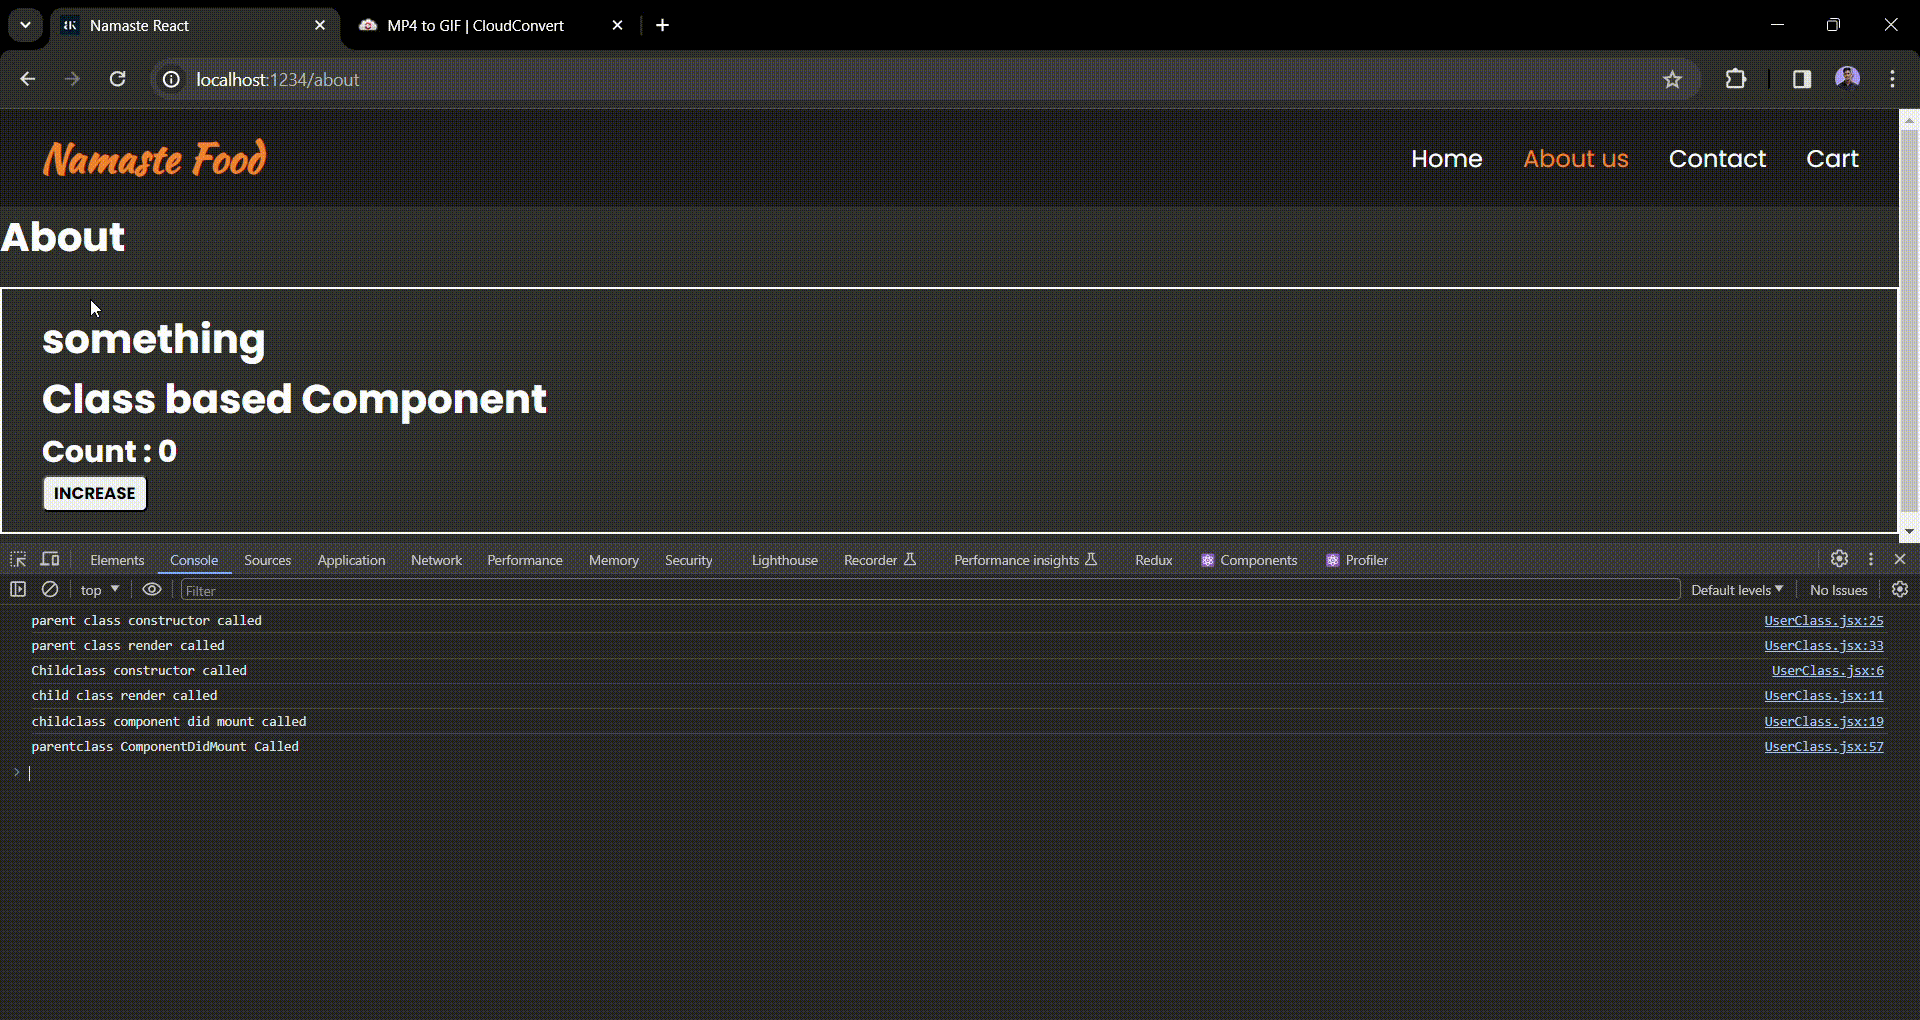 Namaste React
MP4 to GIF | CloudConvert
localhost:1234/about
Namaste Food
Home About us Contact Cart
About
something
Class based Component
Count : 0
INCREASE
Elements Console Sources Application Network Performance Memory Security Lighthouse Recorder Performance insights Redux Components Profiler
top Filter Default levels No Issues
parent class constructor called UserClass.jsx:25
parent class render called UserClass.jsx:33
Childclass constructor called UserClass.jsx:6
child class render called UserClass.jsx:11
childclass component did mount called UserClass.jsx:19
parentclass ComponentDidMount Called UserClass.jsx:57